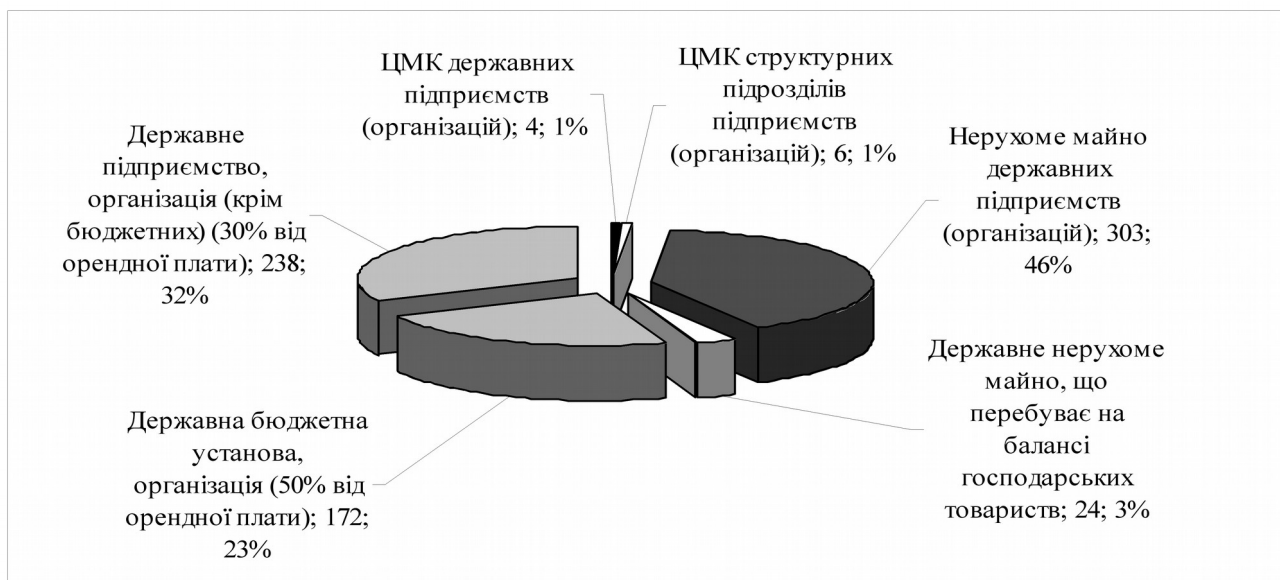 ЦМК державних
підприємств
(організацій); 4; 1%
ЦМК структурних
підрозділів
підприємств
(організацій); 6; 1%
Нерухоме майно
державних
підприємств
(організацій); 303;
46%
Державне нерухоме
майно, що
перебуває на
балансі
господарських
товариств; 24; 3%
Державна бюджетна
установа,
організація (50% від
орендної плати); 172;
23%
Державне
підприємство,
організація (крім
бюджетних) (30% від
орендної плати); 238;
32%